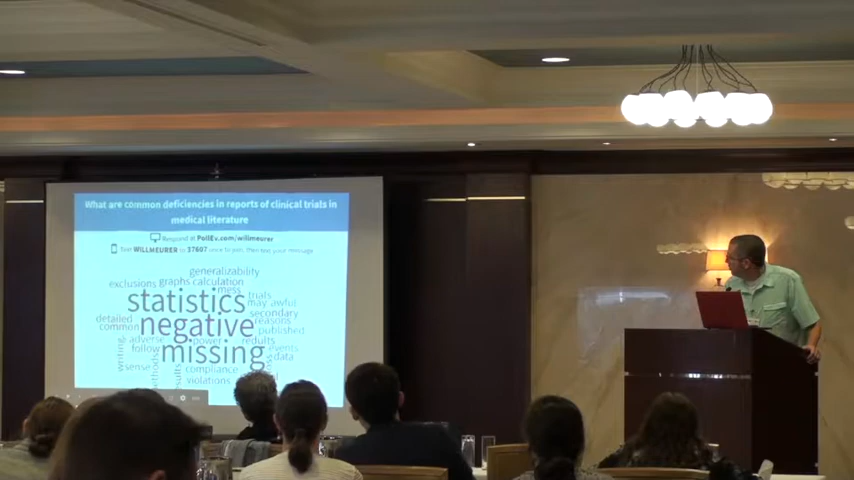 What are common deficiencies in reports of clinical trials in
medical literature
Respond at PollEv.com/willmeurer
Text WILLMEURER to 37607 once to join, then text your message
generalizability
exclusions graphs calculation
mess
statistics trials
may awful
detailed secondary
common negative reasons
published
adverse power
writing follow missing events
data
compliance
violations